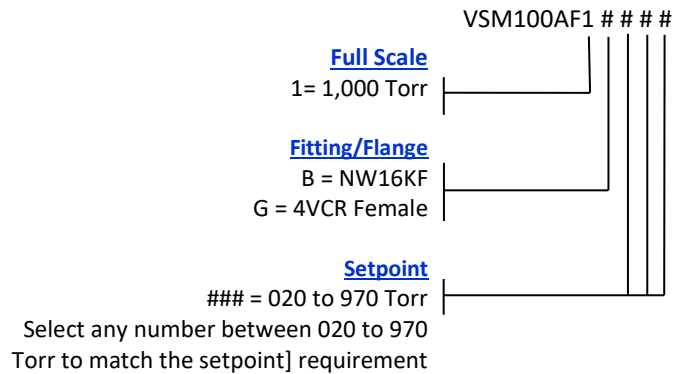 VSM100AF1 # # # #
Full Scale
1= 1,000 Torr
Fitting/Flange
B = NW16KF
G = 4VCR Female
Setpoint
### = 020 to 970 Torr
Select any number between 020 to 970
Torr to match the setpoint] requirement